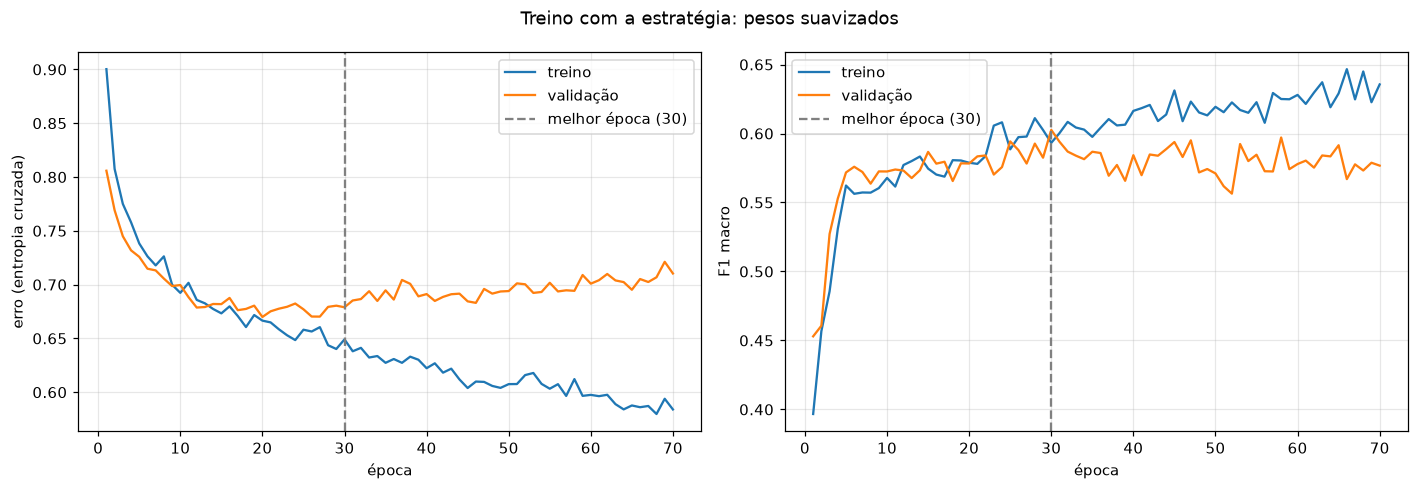 Treino com a estratégia: pesos suavizados
erro (entropia cruzada)
0.90
0.85
0.80
0.75
0.70
0.65
0.60
treino
validação
melhor época (30)
0 10 20 30 40 50 60 70
época
F1 macro
0.65
0.60
0.55
0.50
0.45
0.40
treino
validação
melhor época (30)
0 10 20 30 40 50 60 70
época